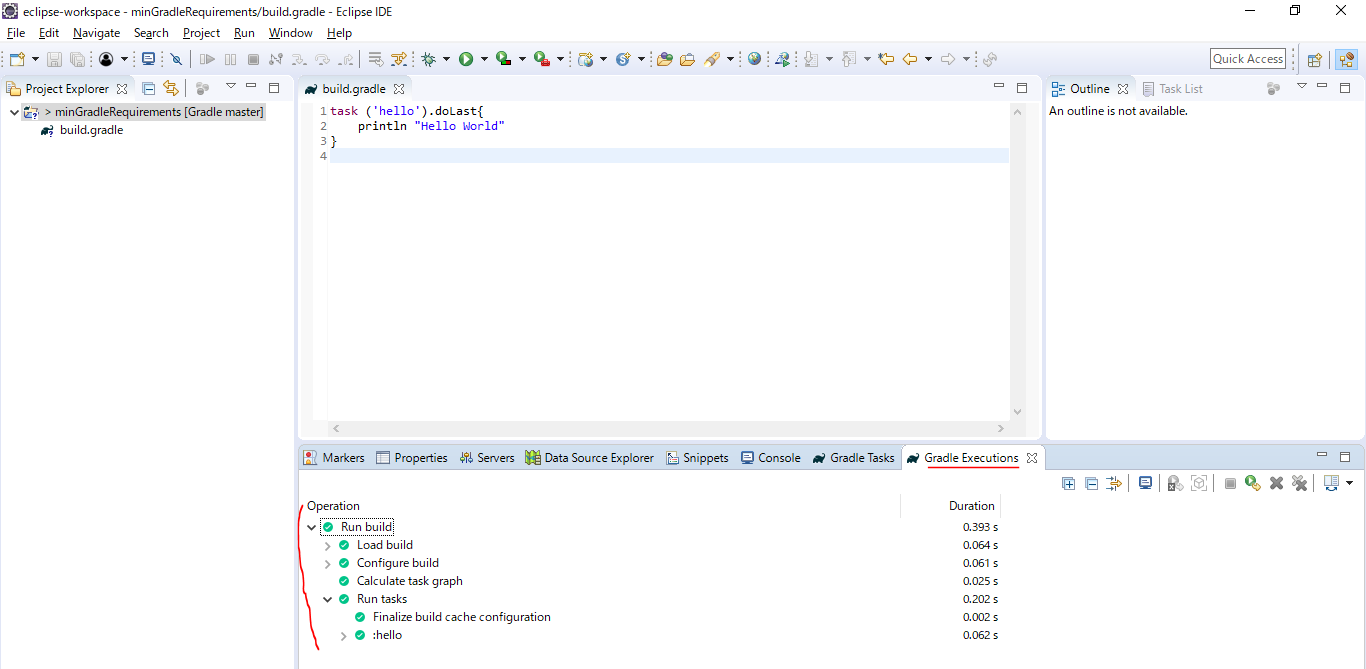 eclipse-workspace - minGradleRequirements/build.gradle - Eclipse IDE
File Edit Navigate Search Project Run Window Help
Quick Access
Project Explorer
> minGradleRequirements [Gradle master]
build.gradle
build.gradle
1 task ('hello').doLast{
2 println "Hello World"
3 }
4
Outline Task List
An outline is not available.
Markers Properties Servers Data Source Explorer Snippets Console Gradle Tasks Gradle Executions
Operation Duration
Run build 0.393 s
Load build 0.064 s
Configure build 0.061 s
Calculate task graph 0.025 s
Run tasks 0.202 s
Finalize build cache configuration 0.002 s
:hello 0.062 s